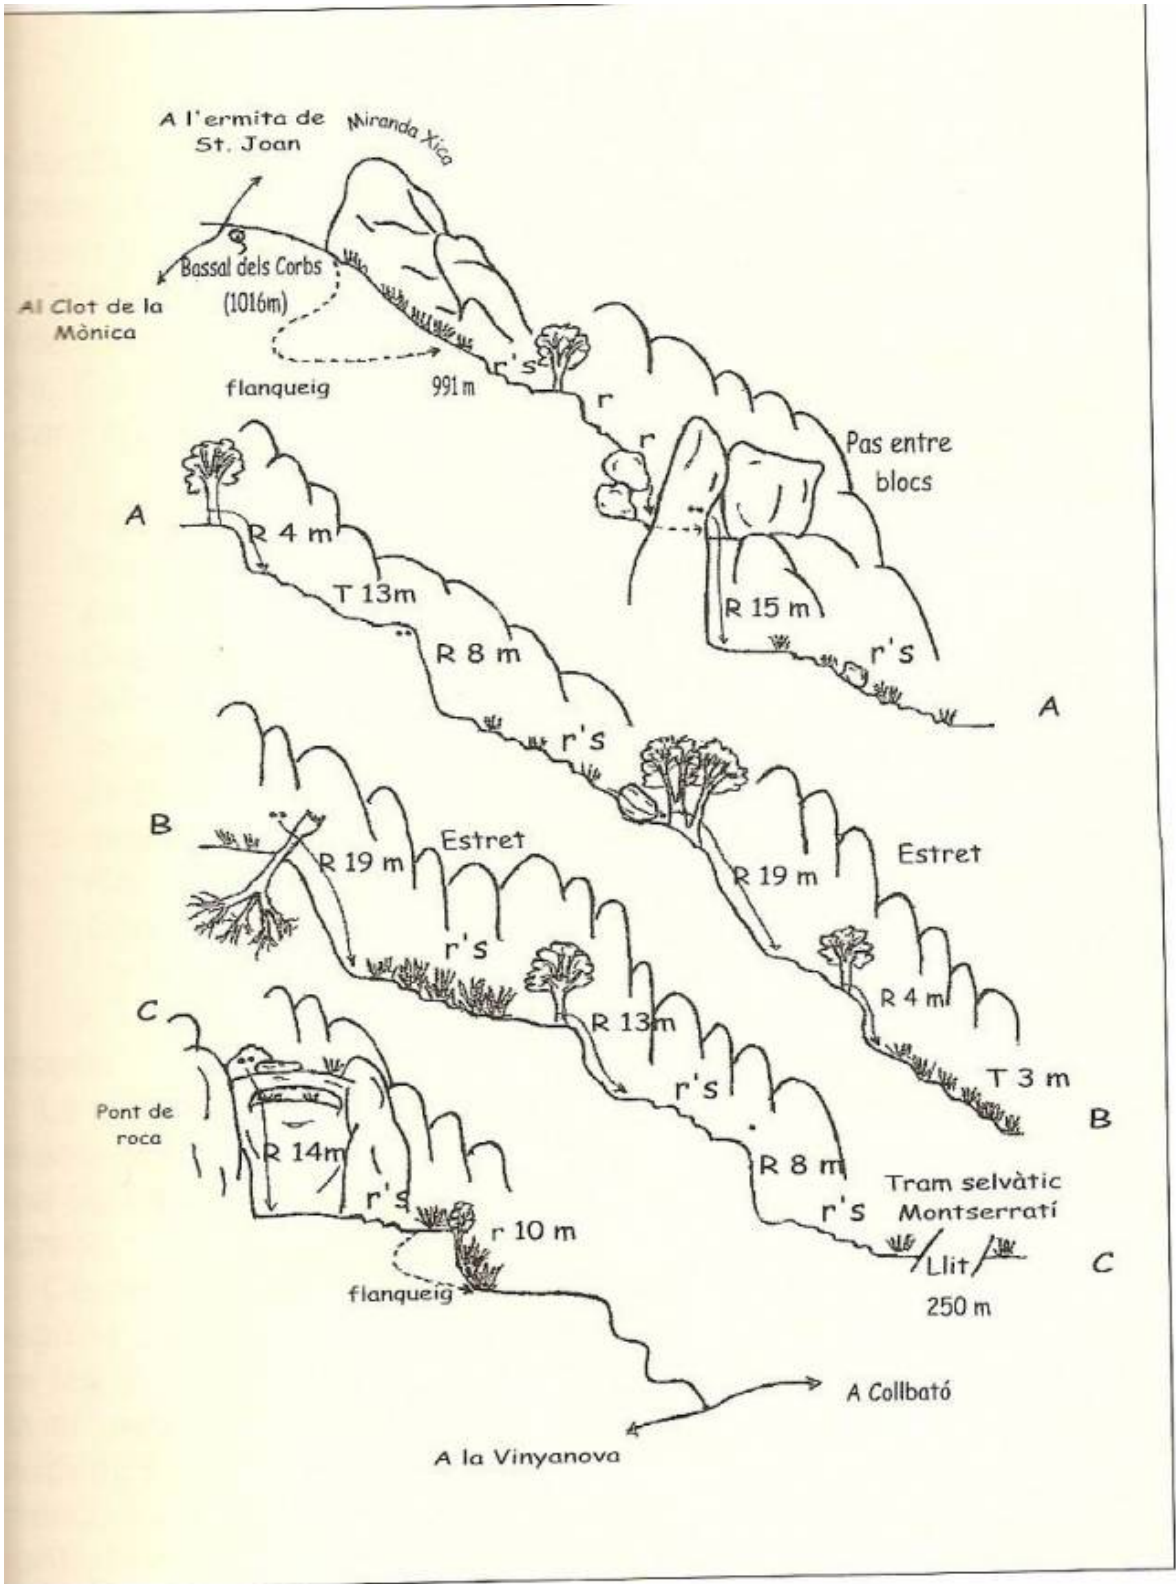 A l'ermita de
St. Joan
Miranda Xica
Bassal dels Corbs
(1016m)
Al Clot de la
Mònica
flanqueig
991 m
r's
r
r
Pas entre
blocs
R 15 m
r's
A
A
R 4 m
T 13m
R 8 m
r's
R 19 m
Estret
R 4 m
T 3 m
B
B
R 19 m
Estret
r's
R 13m
r's
R 8 m
r's
Tram selvàtic
Montserratí
Llit
250 m
C
C
Pont de
roca
R 14m
r's
r 10 m
flanqueig
A Collbató
A la Vinyanova